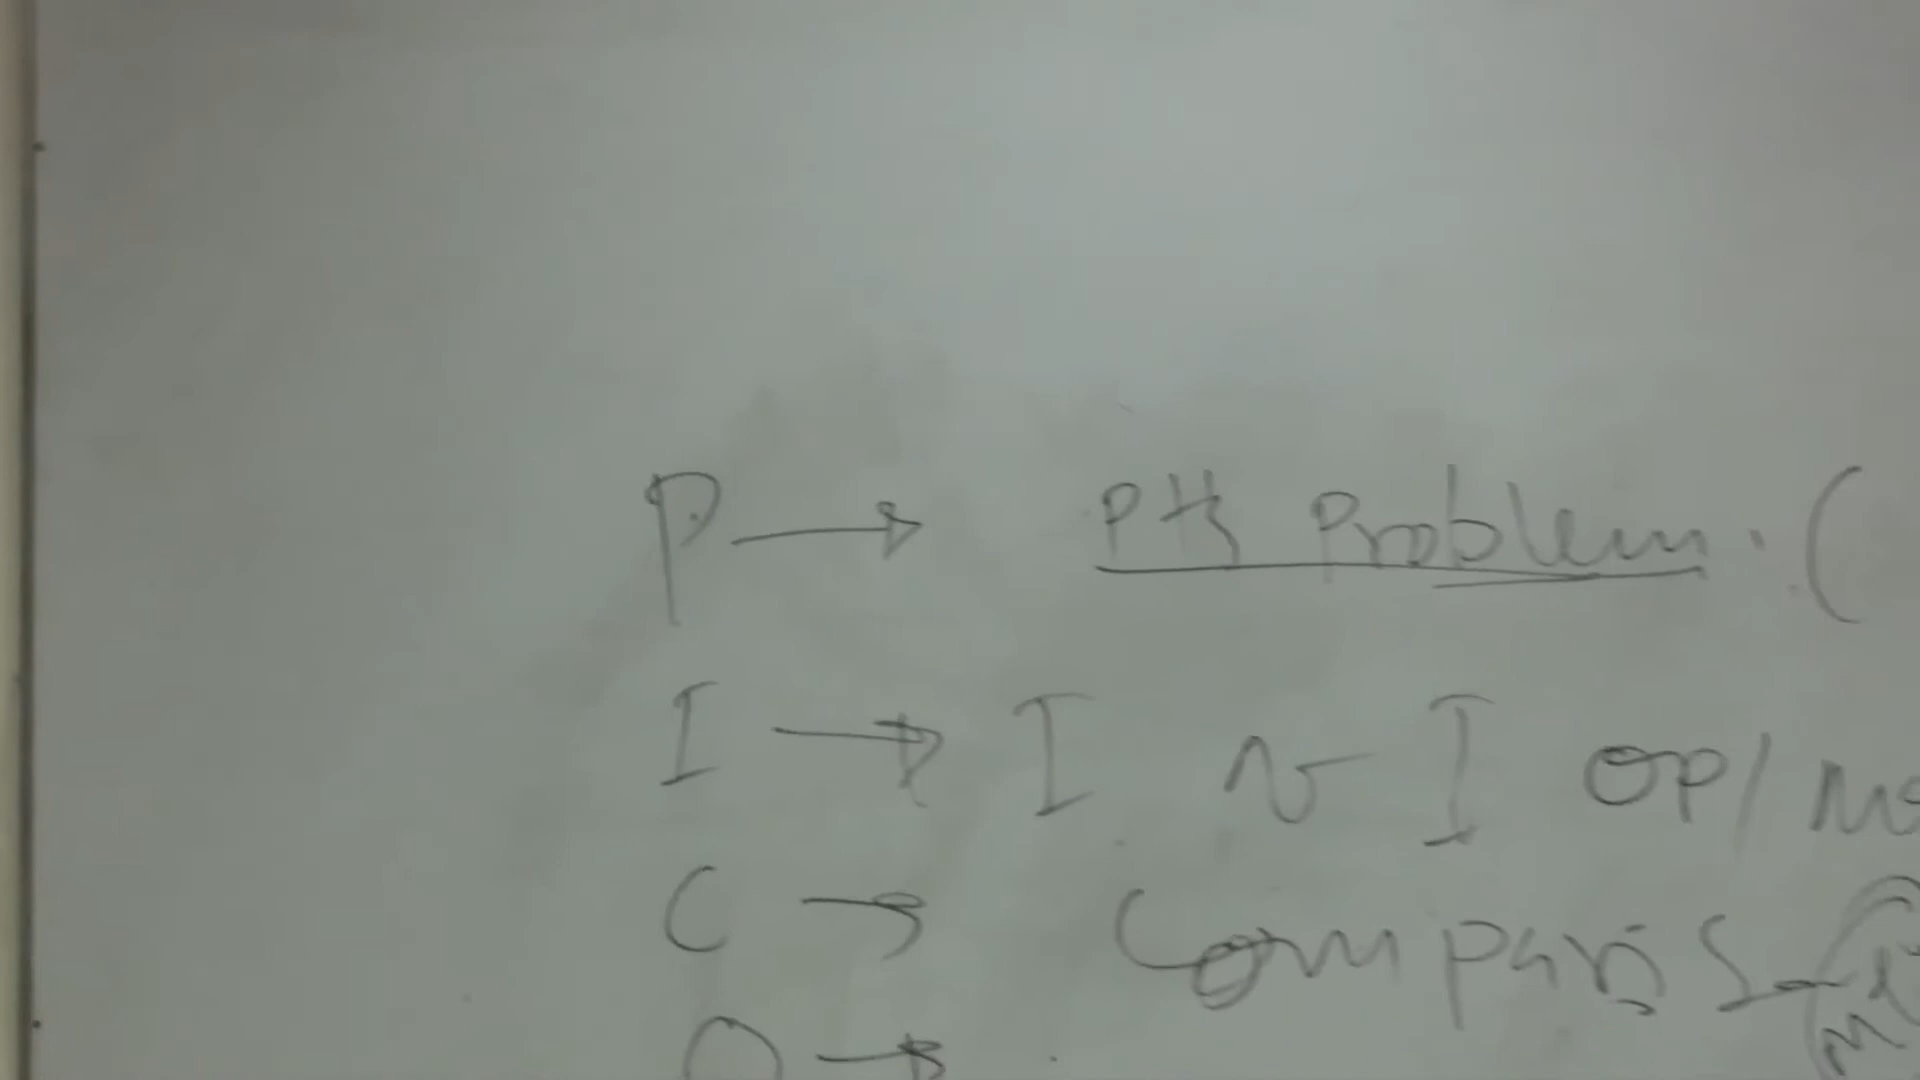 P → Pts Problem. (
I → I ~ I OP/
C → Comparis
O →